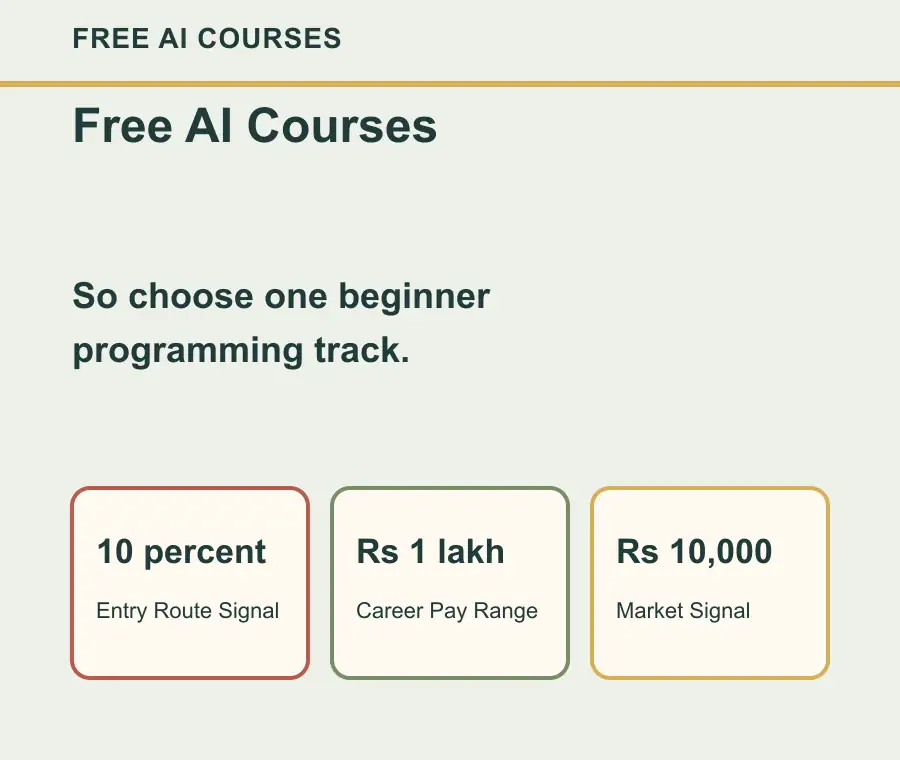 FREE AI COURSES
Free AI Courses
So choose one beginner
programming track.
10 percent
Entry Route Signal
Rs 1 lakh
Career Pay Range
Rs 10,000
Market Signal